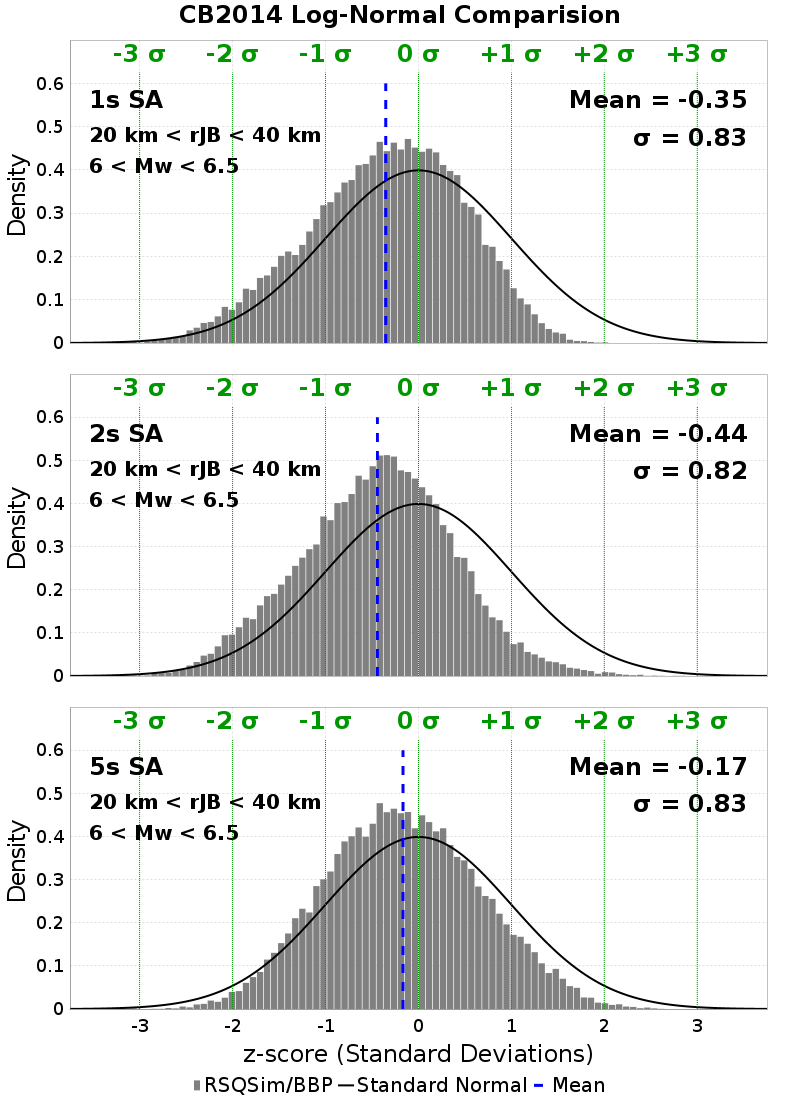 CB2014 Log-Normal Comparision
-3 σ -2 σ -1 σ 0 σ +1 σ +2 σ +3 σ
0.6
1s SA Mean = -0.35
0.5
20 km < rJB < 40 km σ = 0.83
6 < Mw < 6.5
0.4
0.3
0.2
0.1
0
Density
-3 σ -2 σ -1 σ 0 σ +1 σ +2 σ +3 σ
0.6
2s SA Mean = -0.44
0.5
20 km < rJB < 40 km σ = 0.82
6 < Mw < 6.5
0.4
0.3
0.2
0.1
0
Density
-3 σ -2 σ -1 σ 0 σ +1 σ +2 σ +3 σ
0.6
5s SA Mean = -0.17
0.5
20 km < rJB < 40 km σ = 0.83
6 < Mw < 6.5
0.4
0.3
0.2
0.1
0
Density
-3 -2 -1 0 1 2 3
z-score (Standard Deviations)
RSQSim/BBP Standard Normal Mean